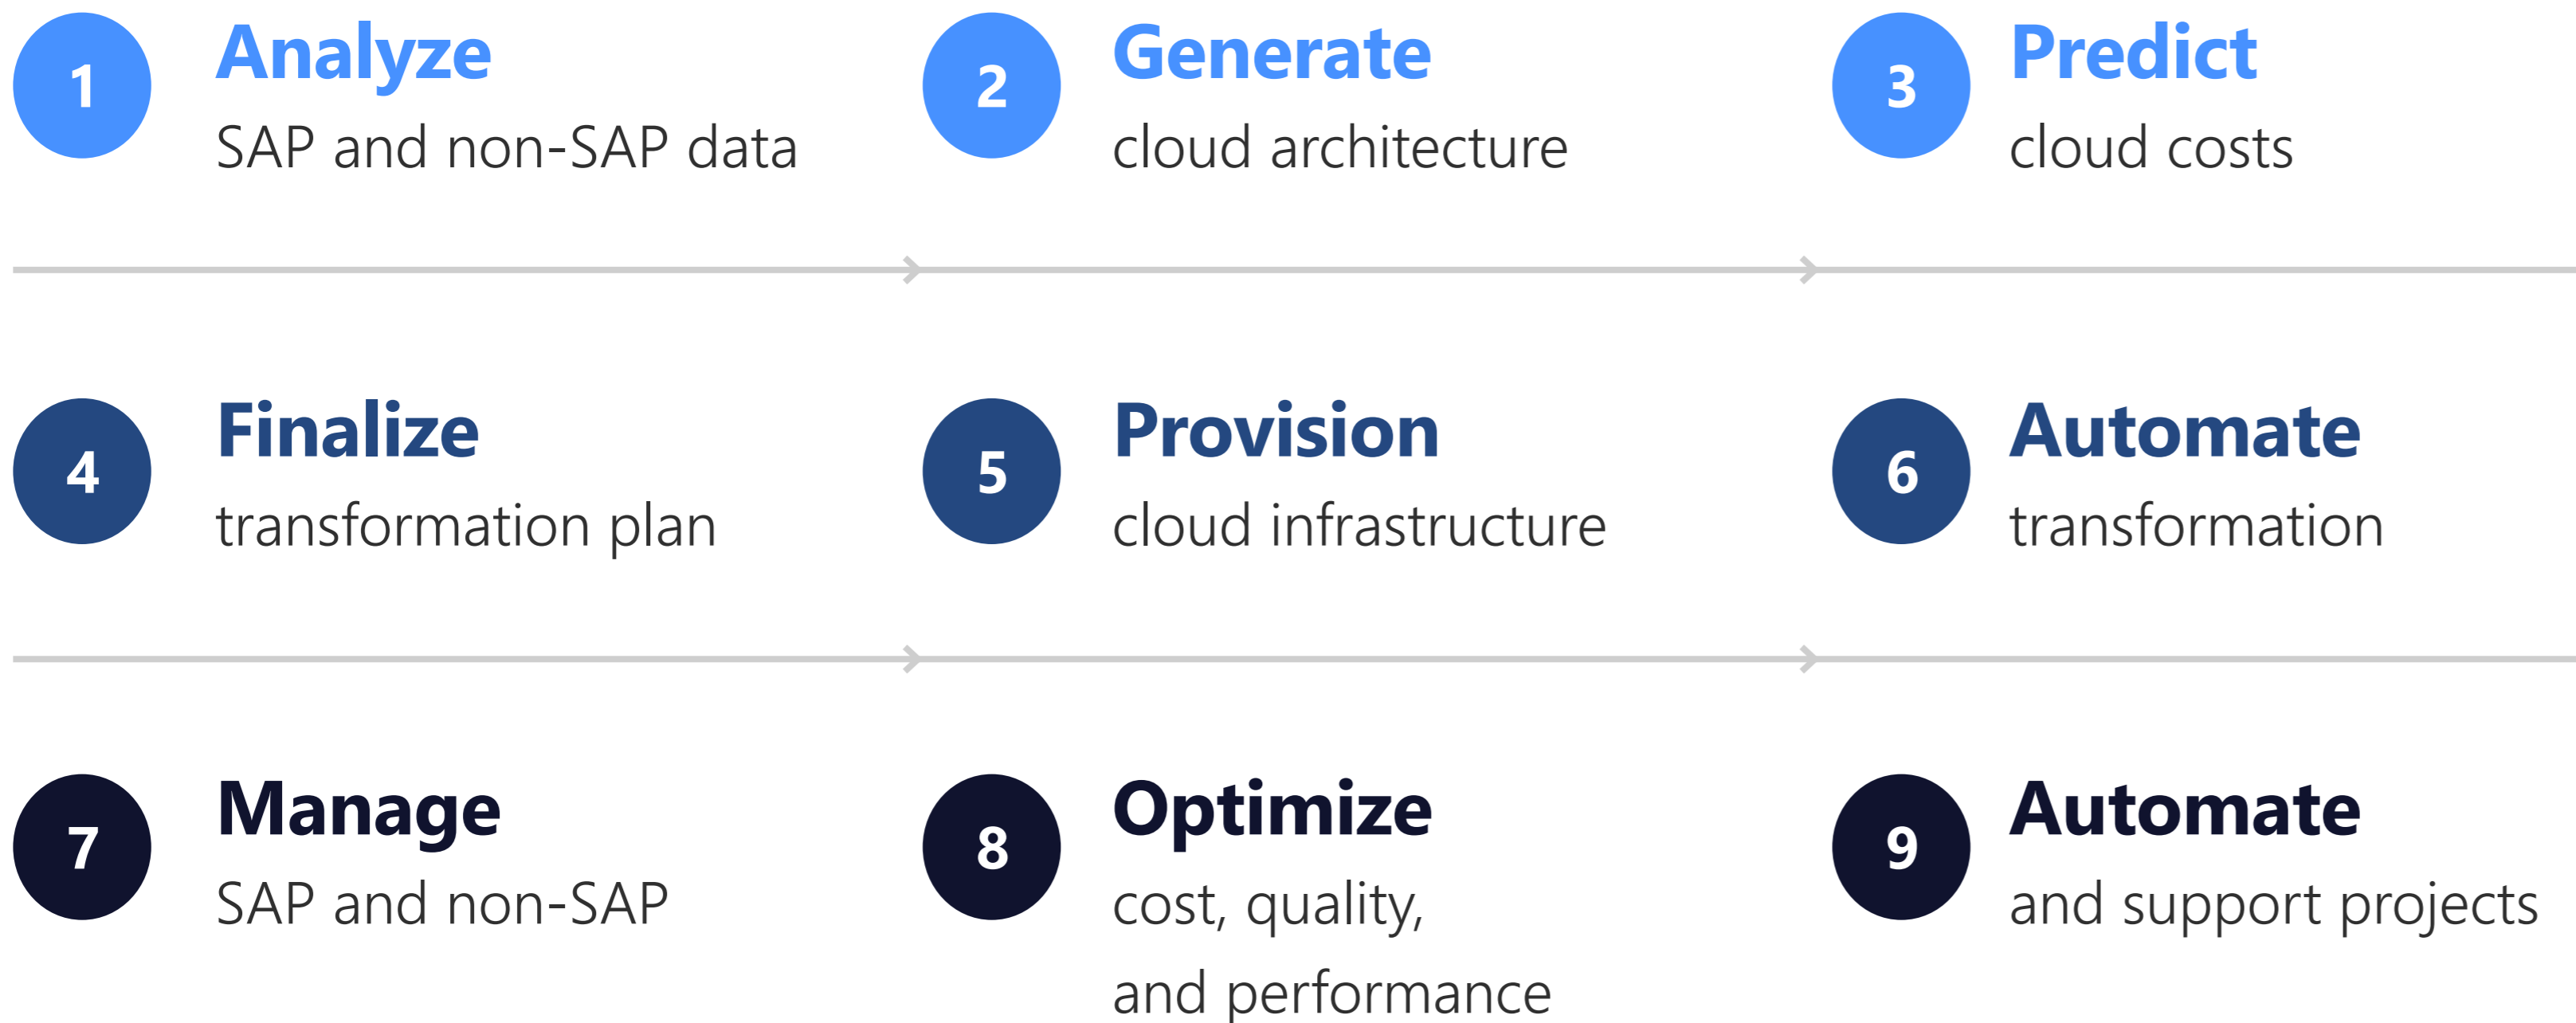 1
Analyze
SAP and non-SAP data
2
Generate
cloud architecture
3
Predict
cloud costs
4
Finalize
transformation plan
5
Provision
cloud infrastructure
6
Automate
transformation
7
Manage
SAP and non-SAP
8
Optimize
cost, quality,
and performance
9
Automate
and support projects